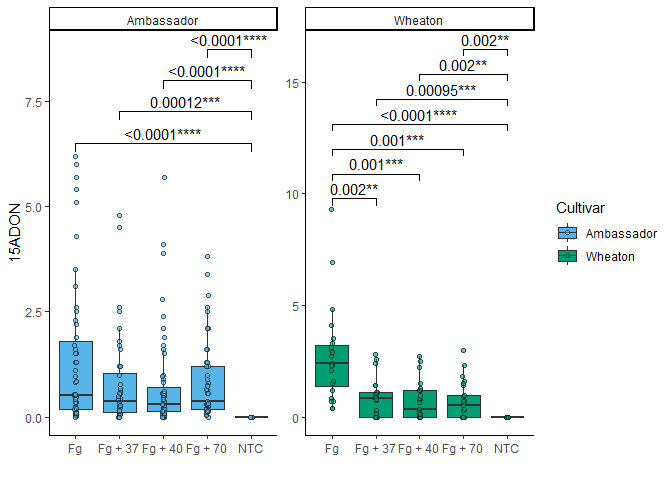 Ambassador
Wheaton
<0.0001****
<0.0001****
0.00012***
<0.0001****
0.002**
0.002**
0.00095***
<0.0001****
0.001***
0.001***
0.002**
15ADON
7.5
5.0
2.5
0.0
15
10
5
0
Fg
Fg + 37
Fg + 40
Fg + 70
NTC
Fg
Fg + 37
Fg + 40
Fg + 70
NTC
Cultivar
Ambassador
Wheaton